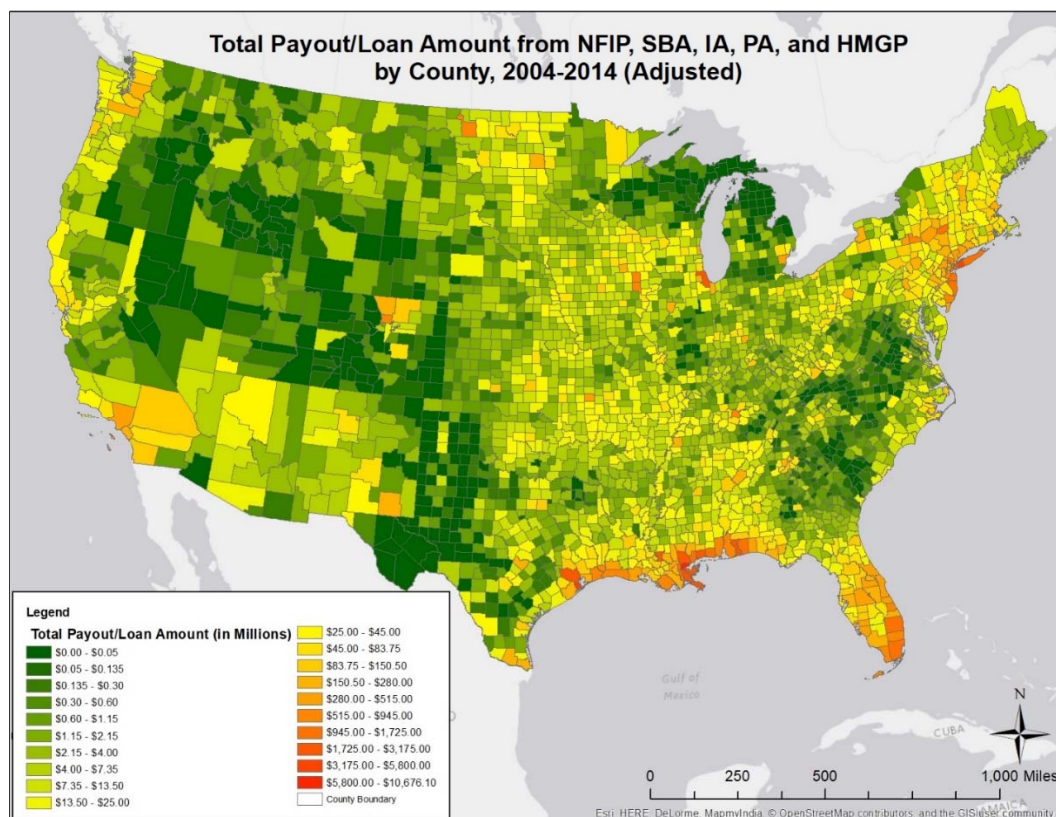 Total Payout/Loan Amount from NFIP, SBA, IA, PA, and HMGP
by County, 2004-2014 (Adjusted)
Gulf of
Mexico
N
CUBA
JAMAICA
Legend
Total Payout/Loan Amount (in Millions)
$0.00 - $0.05
$0.05 - $0.135
$0.135 - $0.30
$0.30 - $0.60
$0.60 - $1.15
$1.15 - $2.15
$2.15 - $4.00
$4.00 - $7.35
$7.35 - $13.50
$13.50 - $25.00
$25.00 - $45.00
$45.00 - $83.75
$83.75 - $150.50
$150.50 - $280.00
$280.00 - $515.00
$515.00 - $945.00
$945.00 - $1,725.00
$1,725.00 - $3,175.00
$3,175.00 - $5,800.00
$5,800.00 - $10,676.10
County Boundary
0 250 500 1,000 Miles
Esri, HERE, DeLorme, MapmyIndia, © OpenStreetMap contributors, and the GIS user community